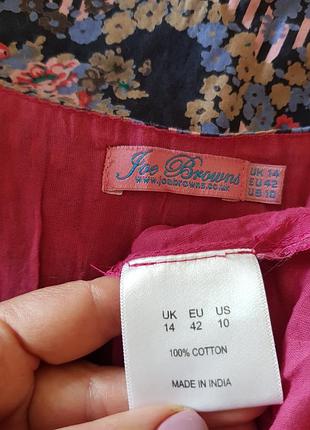 Joe Browns
www.joebrowns.co.uk
UK 14
EU 42
US 10
UK EU US
14 42 10
100% COTTON
MADE IN INDIA